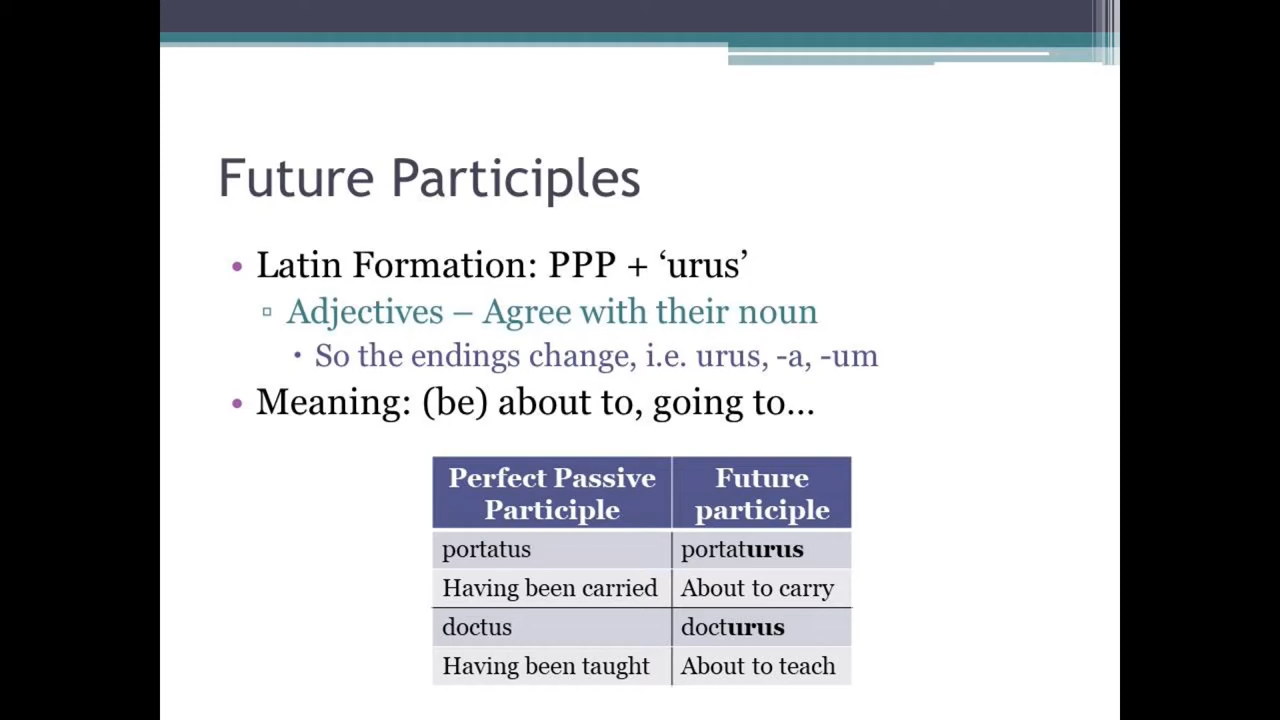 Future Participles
• Latin Formation: PPP + ‘urus’
▫ Adjectives – Agree with their noun
▪ So the endings change, i.e. urus, -a, -um
• Meaning: (be) about to, going to…
Perfect Passive Participle	Future participle
portatus	portaturus
Having been carried	About to carry
doctus	docturus
Having been taught	About to teach